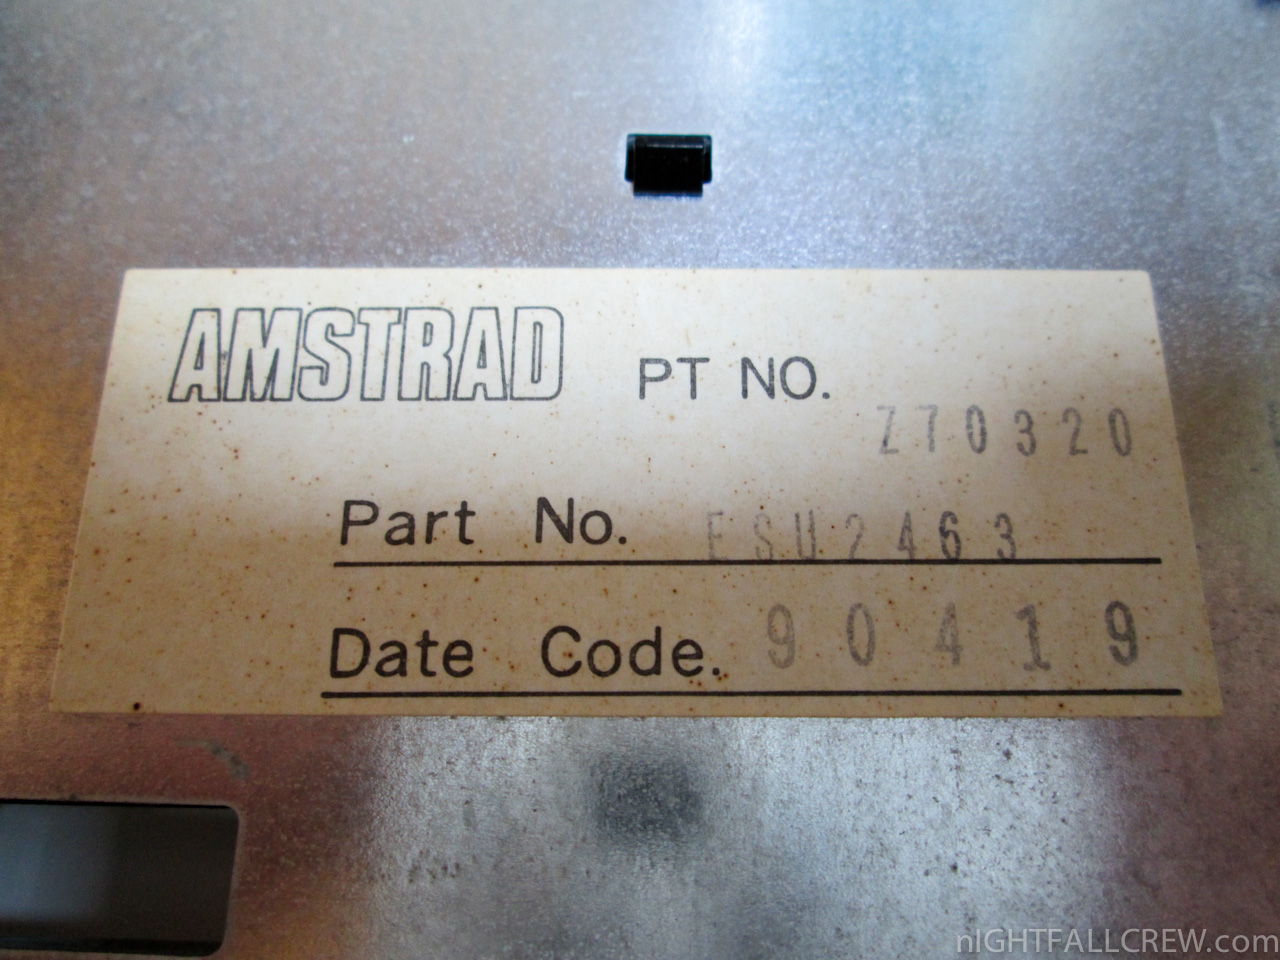 AMSTRAD PT NO.
Z70320
Part No. ESU2463
Date Code. 90419
nIGHTFALLCREW.com